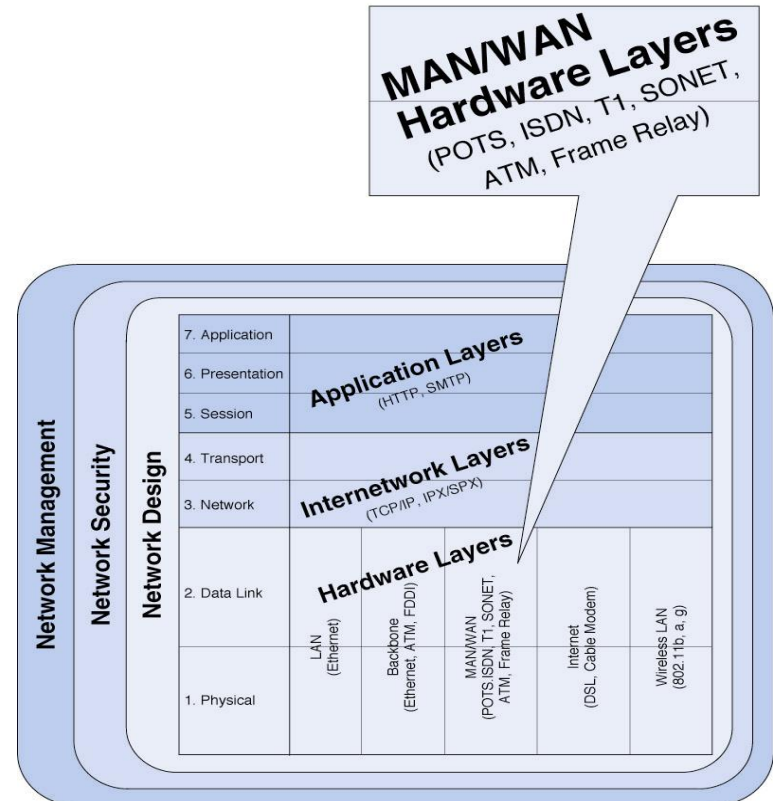 MAN/WAN
Hardware Layers
(POTS, ISDN, T1, SONET,
ATM, Frame Relay)
Network Management
Network Security
Network Design
7. Application
6. Presentation
5. Session
4. Transport
3. Network
2. Data Link
1. Physical
Application Layers
(HTTP, SMTP)
Internetwork Layers
(TCP/IP, IPX/SPX)
Hardware Layers
LAN
(Ethernet)
Backbone
(Ethernet, ATM, FDDI)
MAN/WAN
(POTS.ISDN, T1, SONET,
ATM, Frame Relay)
Internet
(DSL, Cable Modem)
Wireless LAN
(802.11b, a, g)